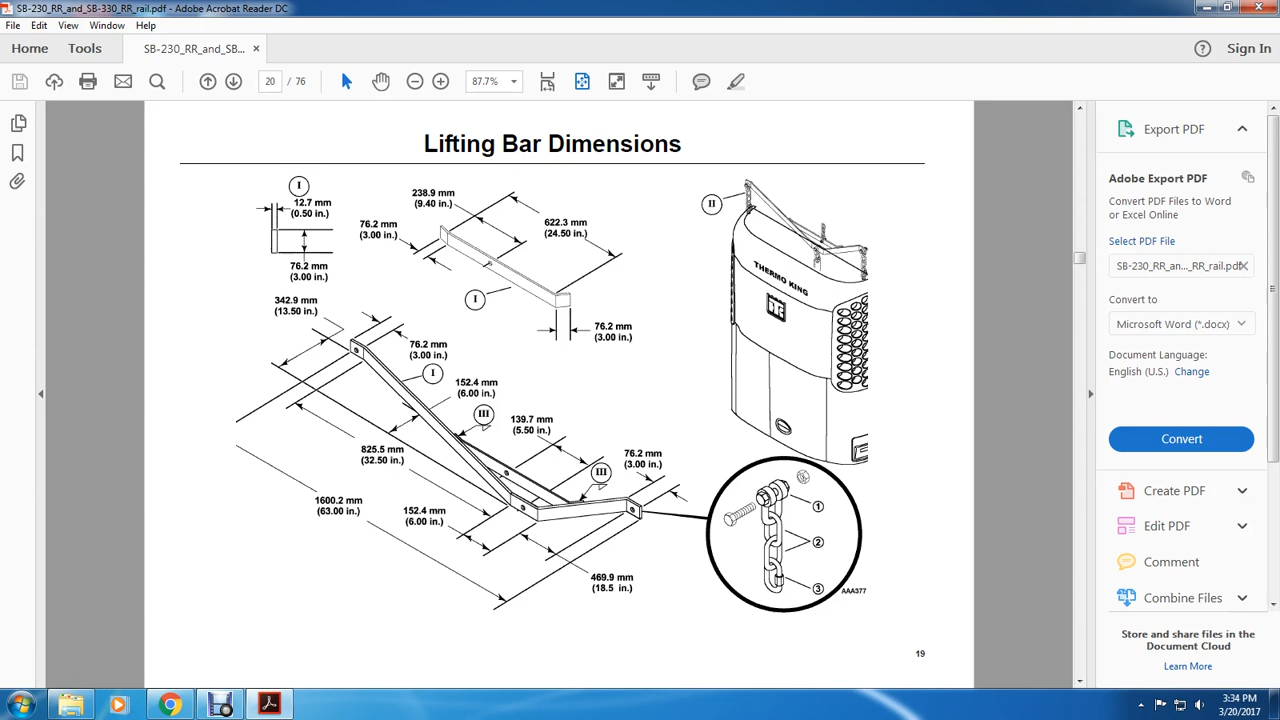 SB-230_RR_and_SB-330_RR_rail.pdf - Adobe Acrobat Reader DC
File Edit View Window Help
Home Tools SB-230_RR_and_SB... × Sign In
20 / 76 87.7%
Lifting Bar Dimensions
I
12.7 mm
(0.50 in.)
76.2 mm
(3.00 in.)
238.9 mm
(9.40 in.)
76.2 mm
(3.00 in.)
622.3 mm
(24.50 in.)
I
76.2 mm
(3.00 in.)
II
THERMO KING
342.9 mm
(13.50 in.)
76.2 mm
(3.00 in.)
I
152.4 mm
(6.00 in.)
III
139.7 mm
(5.50 in.)
III
76.2 mm
(3.00 in.)
825.5 mm
(32.50 in.)
1600.2 mm
(63.00 in.)
152.4 mm
(6.00 in.)
469.9 mm
(18.5 in.)
1
2
3
AAA377
19
Export PDF
Adobe Export PDF
Convert PDF Files to Word
or Excel Online
Select PDF File
SB-230_RR_an..._RR_rail.pdf ×
Convert to
Microsoft Word (*.docx)
Document Language:
English (U.S.) Change
Convert
Create PDF
Edit PDF
Comment
Combine Files
Store and share files in the
Document Cloud
Learn More
3:34 PM
3/20/2017